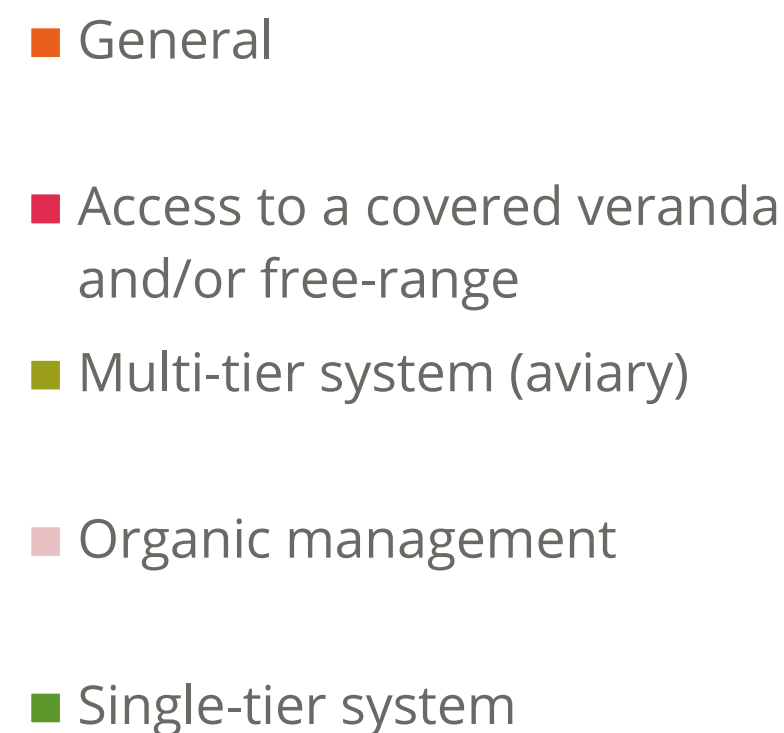 General
Access to a covered veranda
and/or free-range
Multi-tier system (aviary)
Organic management
Single-tier system